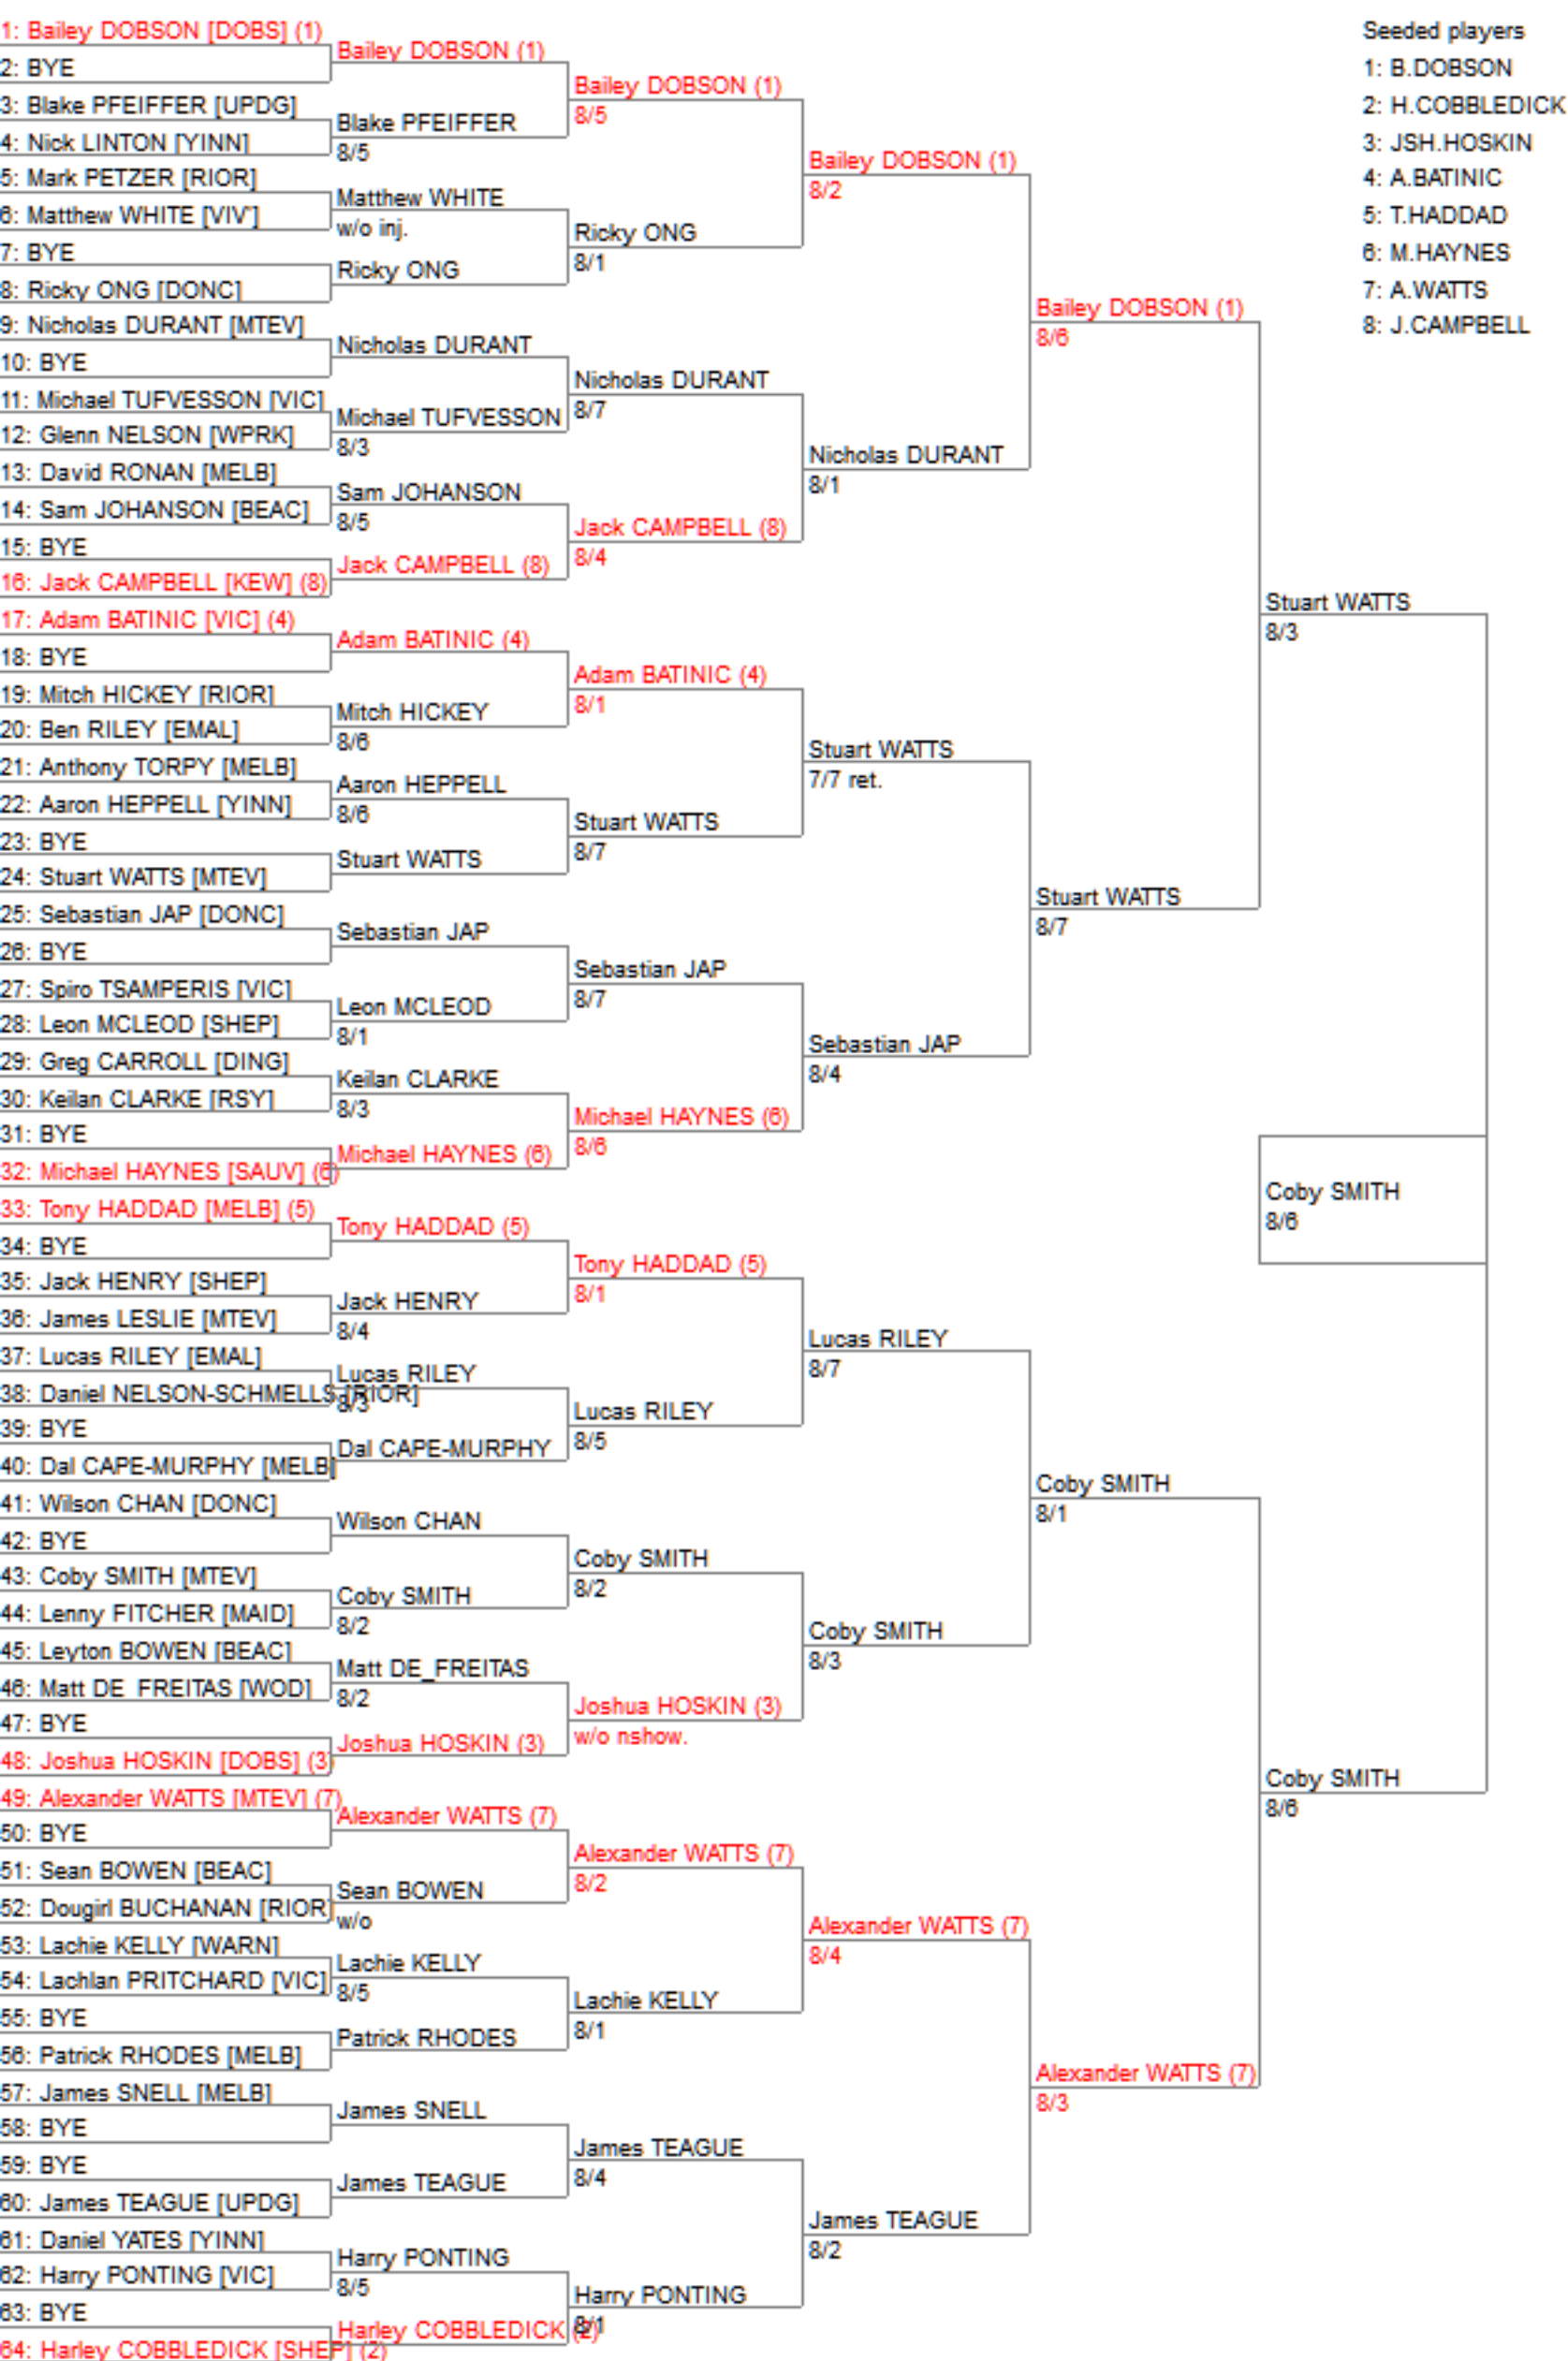 1: Bailey DOBSON [DOBS] (1)
2: BYE
3: Blake PFEIFFER [UPDG]
4: Nick LINTON [YINN]
5: Mark PETZER [RIOR]
6: Matthew WHITE [VIV']
7: BYE
8: Ricky ONG [DONC]
9: Nicholas DURANT [MTEV]
10: BYE
11: Michael TUFVESSON [VIC]
12: Glenn NELSON [WPRK]
13: David RONAN [MELB]
14: Sam JOHANSON [BEAC]
15: BYE
16: Jack CAMPBELL [KEW] (8)
17: Adam BATINIC [VIC] (4)
18: BYE
19: Mitch HICKEY [RIOR]
20: Ben RILEY [EMAL]
21: Anthony TORPY [MELB]
22: Aaron HEPPELL [YINN]
23: BYE
24: Stuart WATTS [MTEV]
25: Sebastian JAP [DONC]
26: BYE
27: Spiro TSAMPERIS [VIC]
28: Leon MCLEOD [SHEP]
29: Greg CARROLL [DING]
30: Keilan CLARKE [RSY]
31: BYE
32: Michael HAYNES [SAUV] (6)
33: Tony HADDAD [MELB] (5)
34: BYE
35: Jack HENRY [SHEP]
36: James LESLIE [MTEV]
37: Lucas RILEY [EMAL]
38: Daniel NELSON-SCHMELLS [RIOR]
39: BYE
40: Dal CAPE-MURPHY [MELB]
41: Wilson CHAN [DONC]
42: BYE
43: Coby SMITH [MTEV]
44: Lenny FITCHER [MAID]
45: Leyton BOWEN [BEAC]
46: Matt DE_FREITAS [WOD]
47: BYE
48: Joshua HOSKIN [DOBS] (3)
49: Alexander WATTS [MTEV] (7)
50: BYE
51: Sean BOWEN [BEAC]
52: Dougirl BUCHANAN [RIOR]
53: Lachie KELLY [WARN]
54: Lachlan PRITCHARD [VIC]
55: BYE
56: Patrick RHODES [MELB]
57: James SNELL [MELB]
58: BYE
59: BYE
60: James TEAGUE [UPDG]
61: Daniel YATES [YINN]
62: Harry PONTING [VIC]
63: BYE
64: Harley COBBLEDICK [SHEP] (2)
Bailey DOBSON (1)
Blake PFEIFFER
8/5
Matthew WHITE
w/o inj.
Ricky ONG
Nicholas DURANT
Michael TUFVESSON
8/3
Sam JOHANSON
8/5
Jack CAMPBELL (8)
Adam BATINIC (4)
Mitch HICKEY
8/6
Aaron HEPPELL
8/6
Stuart WATTS
Sebastian JAP
Leon MCLEOD
8/1
Keilan CLARKE
8/3
Michael HAYNES (6)
Tony HADDAD (5)
Jack HENRY
8/4
Lucas RILEY
8/3
Dal CAPE-MURPHY
Wilson CHAN
Coby SMITH
8/2
Matt DE_FREITAS
8/2
Joshua HOSKIN (3)
Alexander WATTS (7)
Sean BOWEN
w/o
Lachie KELLY
8/5
Patrick RHODES
James SNELL
James TEAGUE
Harry PONTING
8/5
Harley COBBLEDICK (2)
Bailey DOBSON (1)
8/5
Ricky ONG
8/1
Nicholas DURANT
8/7
Jack CAMPBELL (8)
8/4
Adam BATINIC (4)
8/1
Stuart WATTS
8/7
Sebastian JAP
8/7
Michael HAYNES (6)
8/6
Tony HADDAD (5)
8/1
Lucas RILEY
8/5
Coby SMITH
8/2
Joshua HOSKIN (3)
w/o nshow.
Alexander WATTS (7)
8/2
Lachie KELLY
8/1
James TEAGUE
8/4
Harry PONTING
8/1
Bailey DOBSON (1)
8/2
Nicholas DURANT
8/1
Stuart WATTS
7/7 ret.
Sebastian JAP
8/4
Lucas RILEY
8/7
Coby SMITH
8/3
Alexander WATTS (7)
8/4
James TEAGUE
8/2
Bailey DOBSON (1)
8/6
Stuart WATTS
8/7
Coby SMITH
8/1
Alexander WATTS (7)
8/3
Stuart WATTS
8/3
Coby SMITH
8/6
Coby SMITH
8/6
Seeded players
1: B.DOBSON
2: H.COBBLEDICK
3: JSH.HOSKIN
4: A.BATINIC
5: T.HADDAD
6: M.HAYNES
7: A.WATTS
8: J.CAMPBELL